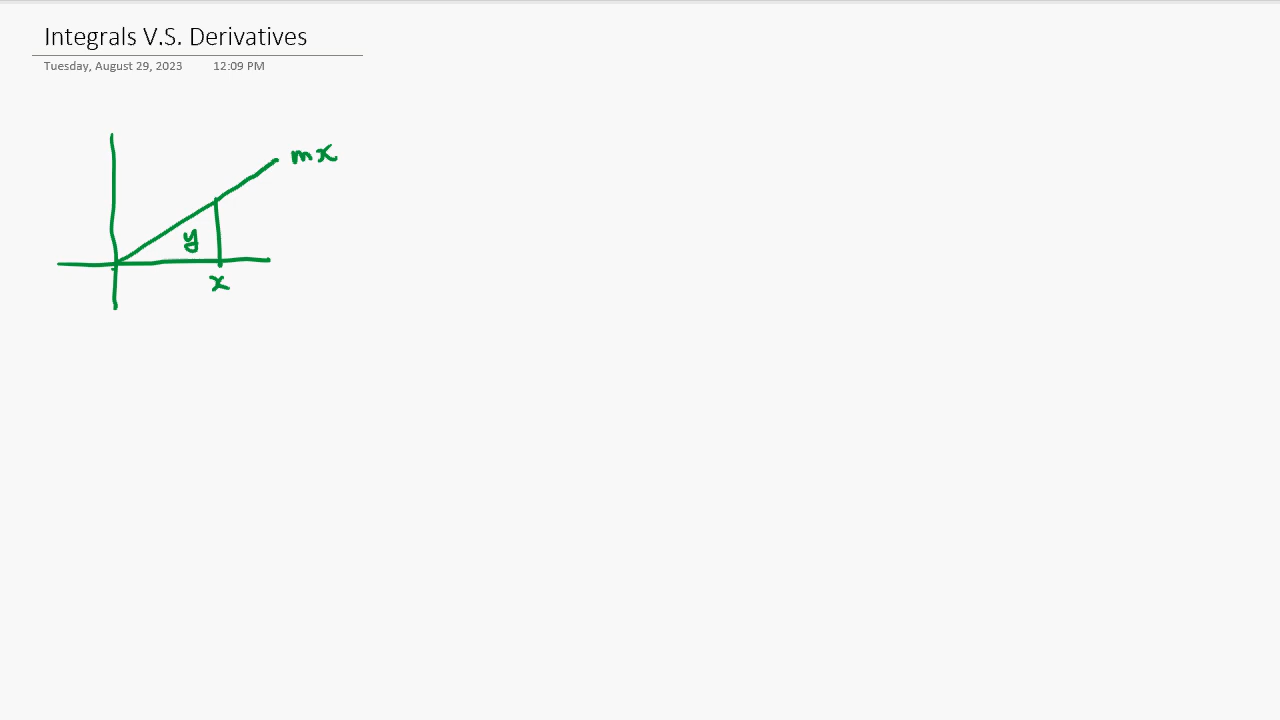 Integrals V.S. Derivatives
Tuesday, August 29, 2023 12:09 PM
mx
y
x